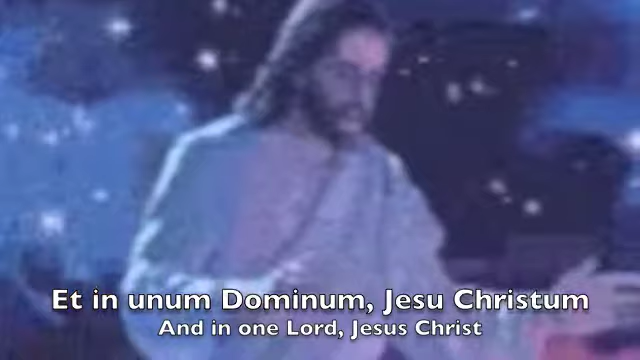 Et in unum Dominum, Jesu Christum
And in one Lord, Jesus Christ